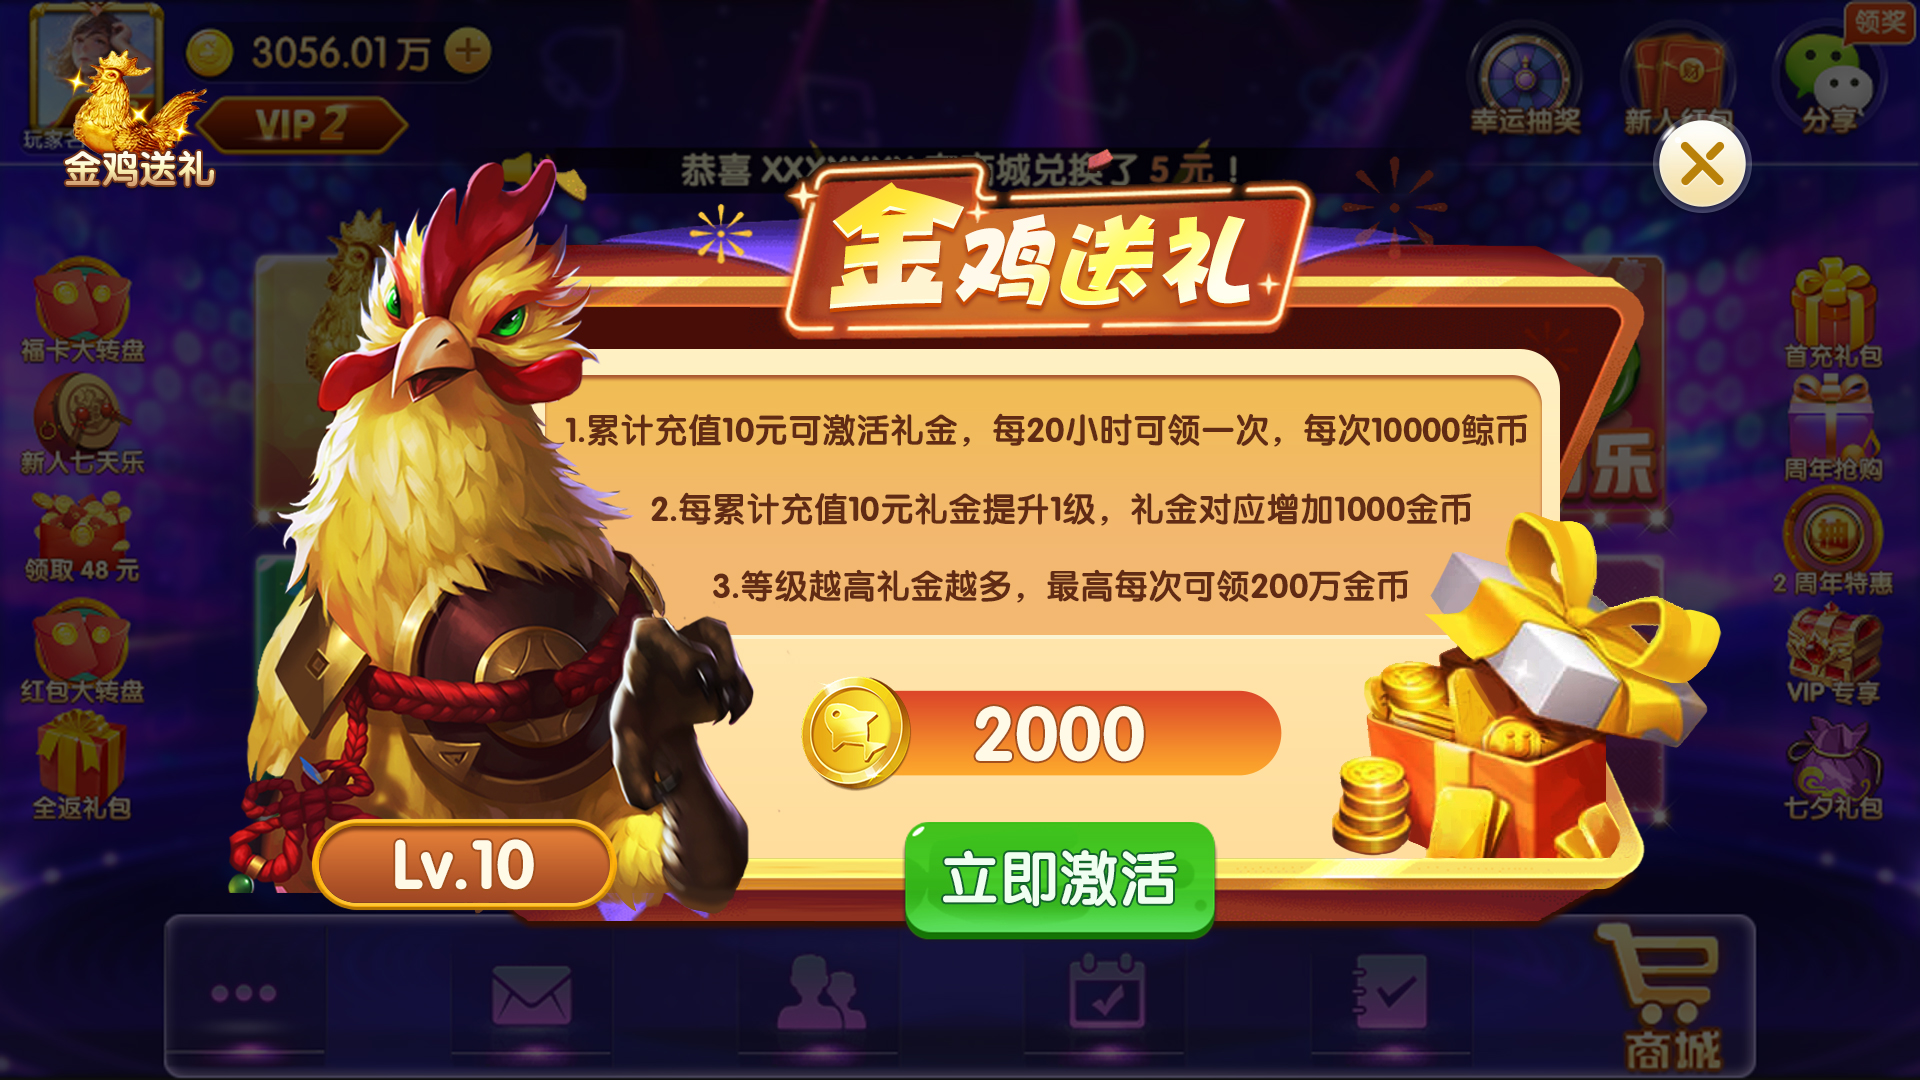 3056.01万
VIP 2
金鸡送礼
幸运抽奖
新人红包
分享
领奖
城兑换了 5 元！
恭喜
金鸡送礼
福卡大转盘
新人七天乐
领取 48 元
红包大转盘
全返礼包
1.累计充值10元可激活礼金，每20小时可领一次，每次10000鲸币
2.每累计充值10元礼金提升1级，礼金对应增加1000金币
3.等级越高礼金越多，最高每次可领200万金币
2000
Lv.10
立即激活
乐
首充礼包
周年抢购
抽
2 周年特惠
VIP 专享
七夕礼包
商城